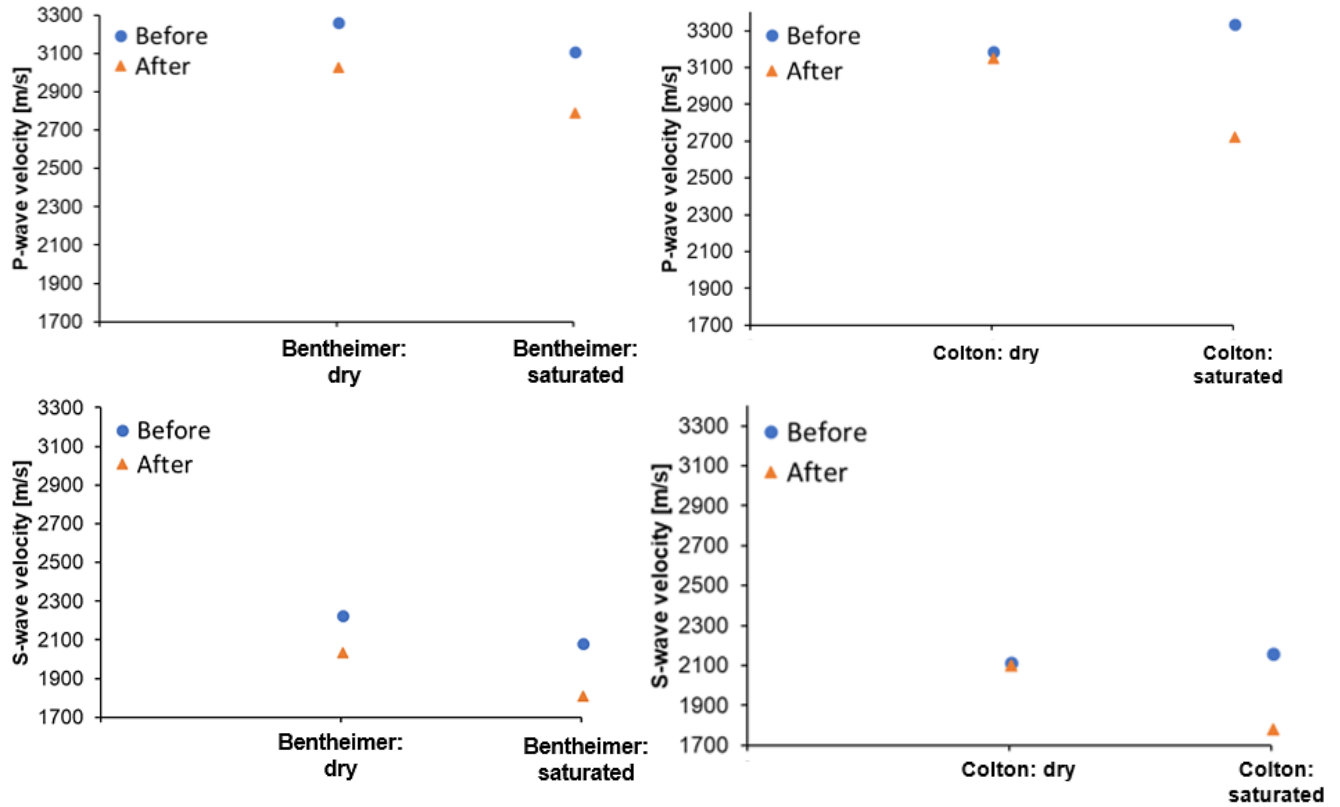 P-wave velocity [m/s]
3300
3100
2900
2700
2500
2300
2100
1900
1700
Before
After
Bentheimer:
dry
Bentheimer:
saturated
P-wave velocity [m/s]
3300
3100
2900
2700
2500
2300
2100
1900
1700
Before
After
Colton: dry
Colton:
saturated
S-wave velocity [m/s]
3300
3100
2900
2700
2500
2300
2100
1900
1700
Before
After
Bentheimer:
dry
Bentheimer:
saturated
S-wave velocity [m/s]
3300
3100
2900
2700
2500
2300
2100
1900
1700
Before
After
Colton: dry
Colton:
saturated